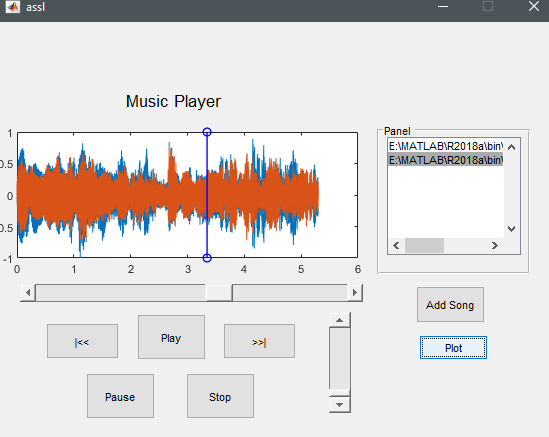 assl
Music Player
Panel
E:\MATLAB\R2018a\bin\
E:\MATLAB\R2018a\bin\
1
0.5
0
-0.5
-1
0 1 2 3 4 5 6
Add Song
|<<
Play
>>|
Plot
Pause
Stop